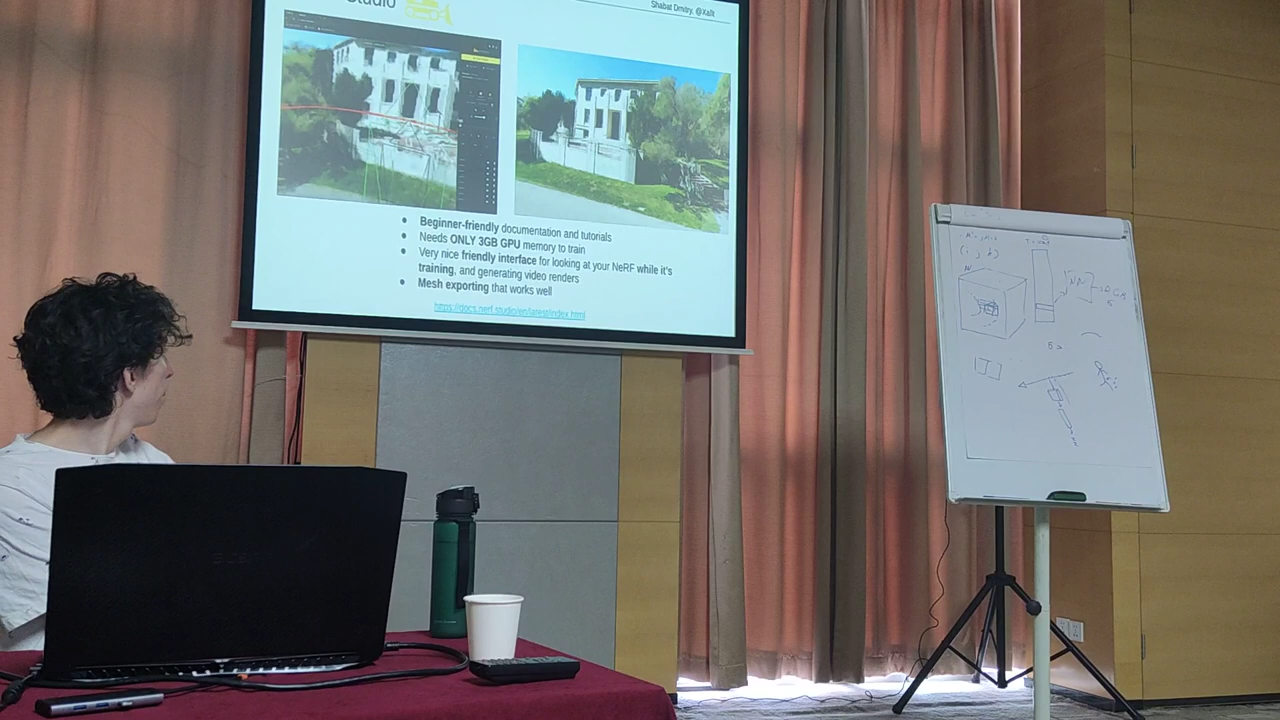 Studio
Shabat Dmitry, @Xallt
Beginner-friendly documentation and tutorials
Needs ONLY 3GB GPU memory to train
Very nice friendly interface for looking at your NeRF while it's
training, and generating video renders
Mesh exporting that works well
https://docs.nerf.studio/en/latest/index.html